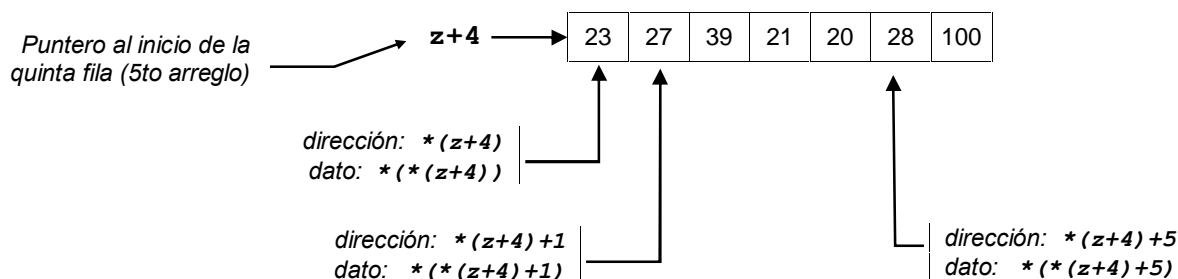 Puntero al inicio de la
quinta fila (5to arreglo)
z+4
23 27 39 21 20 28 100
dirección: *(z+4)
dato: *(*(z+4))
dirección: *(z+4)+1
dato: *(*(z+4)+1)
dirección: *(z+4)+5
dato: *(*(z+4)+5)